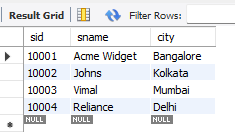 Result Grid Filter Rows:
sid sname city
10001 Acme Widget Bangalore
10002 Johns Kolkata
10003 Vimal Mumbai
10004 Reliance Delhi
NULL NULL NULL